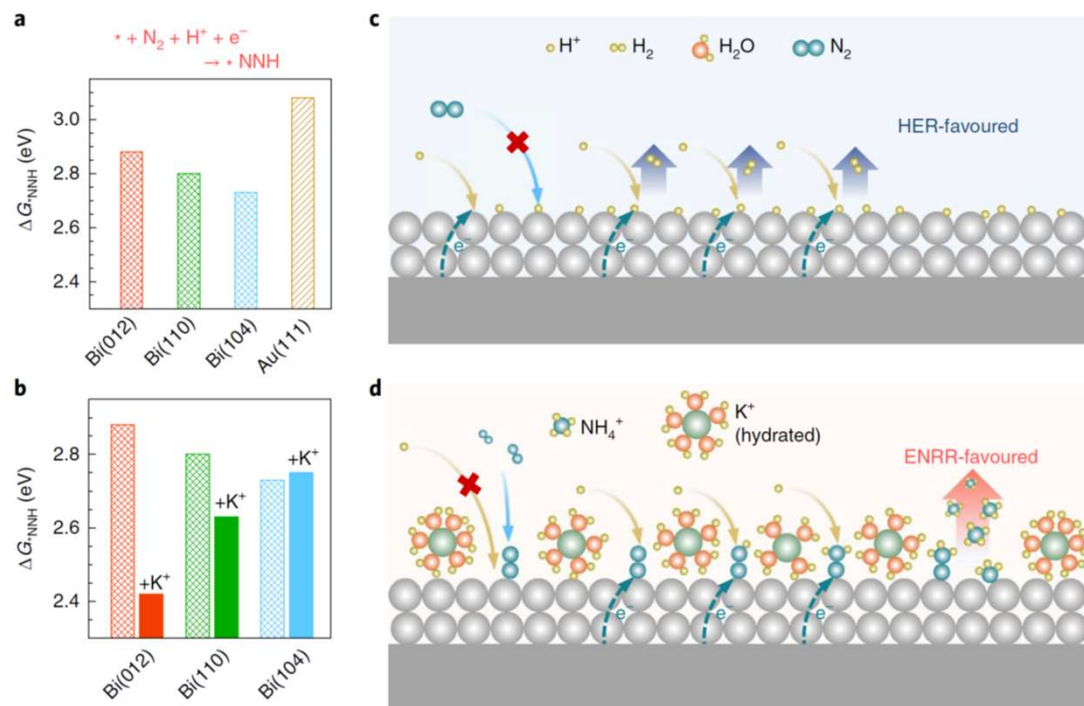 a
* + N₂ + H⁺ + e⁻
→ * NNH
ΔG*NNH (eV)
3.0
2.8
2.6
2.4
Bi(012)
Bi(110)
Bi(104)
Au(111)
b
ΔG*NNH (eV)
2.8
2.6
2.4
+K⁺
+K⁺
+K⁺
Bi(012)
Bi(110)
Bi(104)
c
H⁺
H₂
H₂O
N₂
HER-favoured
e⁻
e⁻
e⁻
e⁻
d
NH₄⁺
K⁺
(hydrated)
ENRR-favoured
e⁻
e⁻
e⁻